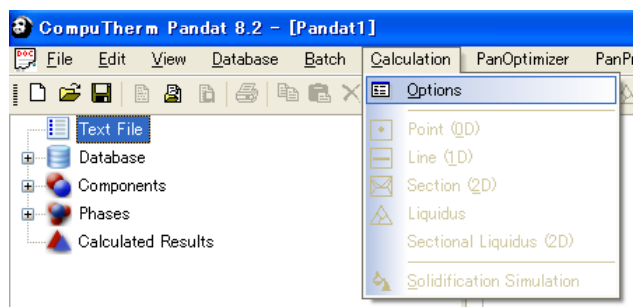 CompuTherm Pandat 8.2 - [Pandat1]
DOC File Edit View Database Batch Calculation PanOptimizer
Options
Text File
Point (0D)
Database
Line (1D)
Components
Section (2D)
Phases
Liquidus
Calculated Results
Sectional Liquidus (2D)
Solidification Simulation